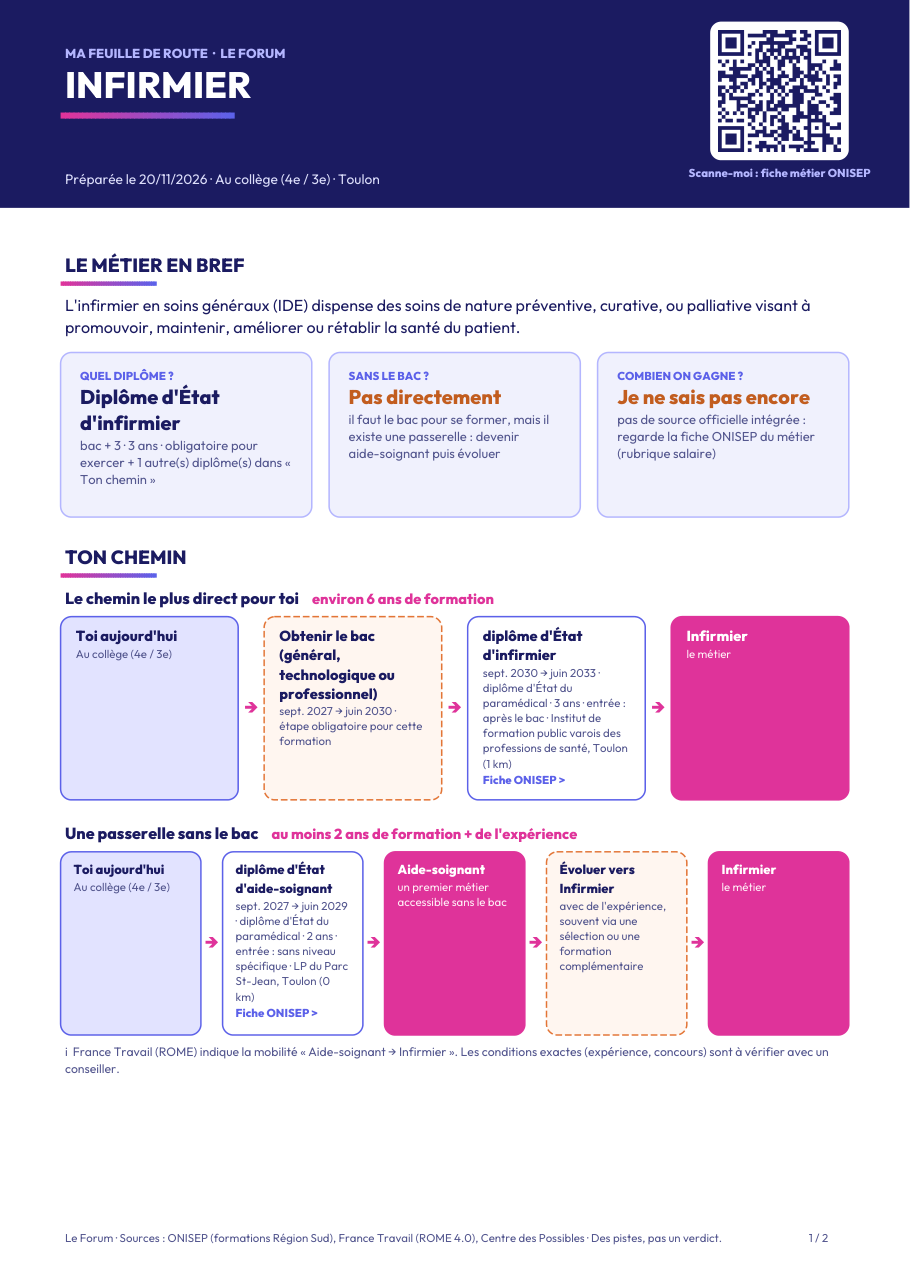 MA FEUILLE DE ROUTE · LE FORUM
INFIRMIER
Préparée le 20/11/2026 · Au collège (4e / 3e) · Toulon
Scanne-moi : fiche métier ONISEP
LE MÉTIER EN BREF
L'infirmier en soins généraux (IDE) dispense des soins de nature préventive, curative, ou palliative visant à
promouvoir, maintenir, améliorer ou rétablir la santé du patient.
QUEL DIPLÔME ?
Diplôme d'État
d'infirmier
bac + 3 · 3 ans · obligatoire pour
exercer + 1 autre(s) diplôme(s) dans «
Ton chemin »
SANS LE BAC ?
Pas directement
il faut le bac pour se former, mais il
existe une passerelle : devenir
aide-soignant puis évoluer
COMBIEN ON GAGNE ?
Je ne sais pas encore
pas de source officielle intégrée :
regarde la fiche ONISEP du métier
(rubrique salaire)
TON CHEMIN
Le chemin le plus direct pour toi environ 6 ans de formation
Toi aujourd'hui
Au collège (4e / 3e)
➔
Obtenir le bac
(général,
technologique ou
professionnel)
sept. 2027 → juin 2030 ·
étape obligatoire pour cette
formation
➔
diplôme d'État
d'infirmier
sept. 2030 → juin 2033 ·
diplôme d'État du
paramédical · 3 ans · entrée :
après le bac · Institut de
formation public varois des
professions de santé, Toulon
(1 km)
Fiche ONISEP >
➔
Infirmier
le métier
Une passerelle sans le bac au moins 2 ans de formation + de l'expérience
Toi aujourd'hui
Au collège (4e / 3e)
➔
diplôme d'État
d'aide-soignant
sept. 2027 → juin 2029
· diplôme d'État du
paramédical · 2 ans ·
entrée : sans niveau
spécifique · LP du Parc
St-Jean, Toulon (0
km)
Fiche ONISEP >
➔
Aide-soignant
un premier métier
accessible sans le bac
➔
Évoluer vers
Infirmier
avec de l'expérience,
souvent via une
sélection ou une
formation
complémentaire
➔
Infirmier
le métier
i France Travail (ROME) indique la mobilité « Aide-soignant → Infirmier ». Les conditions exactes (expérience, concours) sont à vérifier avec un
conseiller.
Le Forum · Sources : ONISEP (formations Région Sud), France Travail (ROME 4.0), Centre des Possibles · Des pistes, pas un verdict.
1 / 2